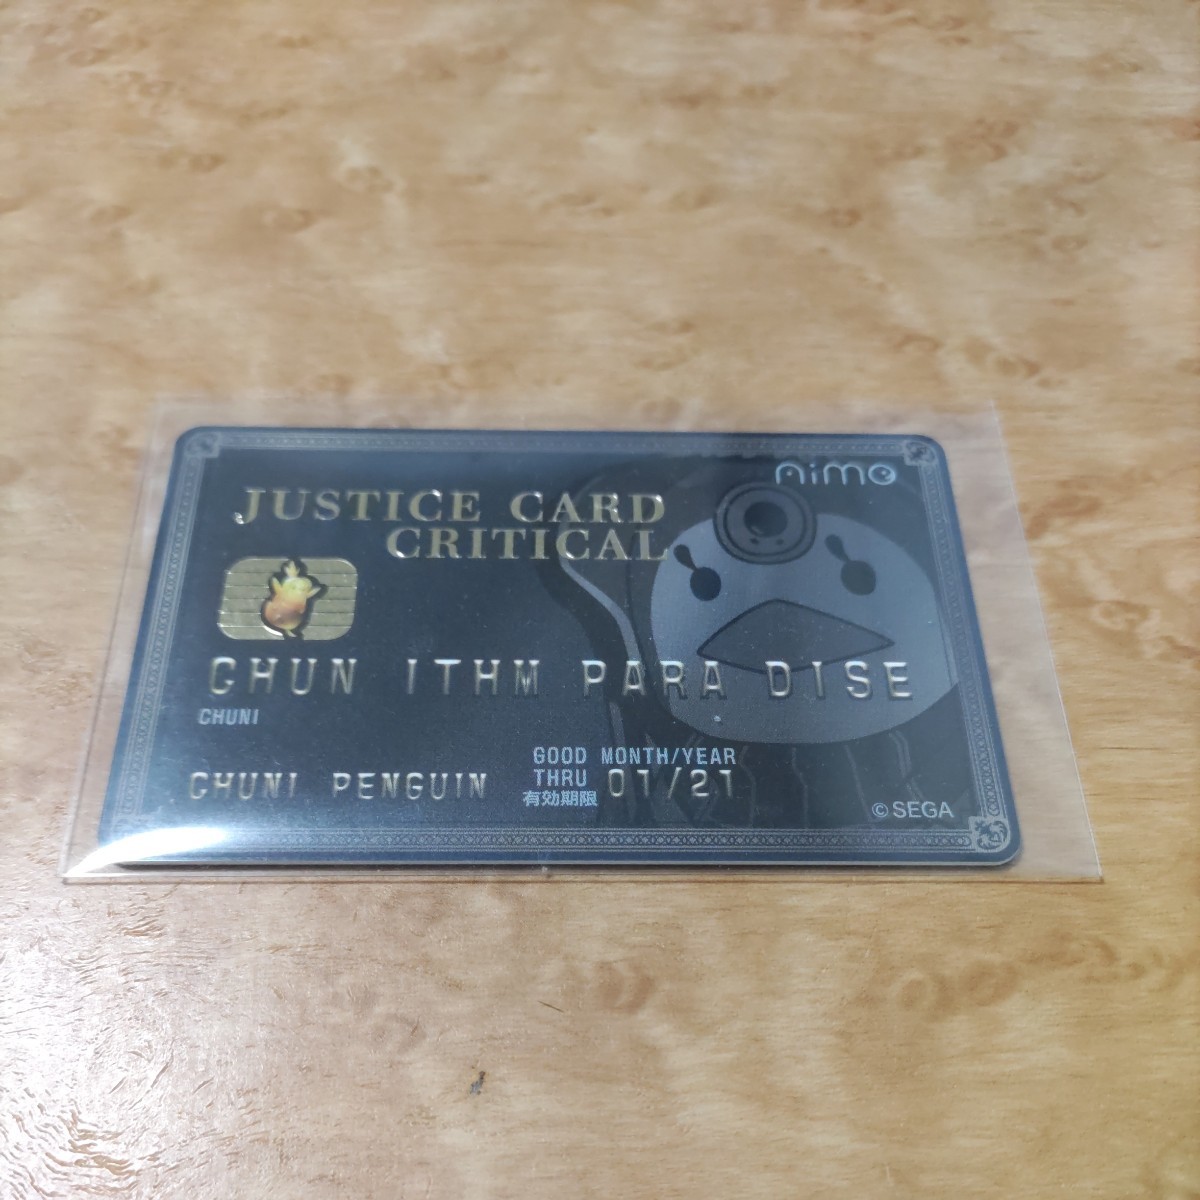 Aime
JUSTICE CARD
CRITICAL
CHUN ITHM PARA DISE
CHUNI
GOOD MONTH/YEAR
THRU 01/21
有効期限
CHUNI PENGUIN
©SEGA